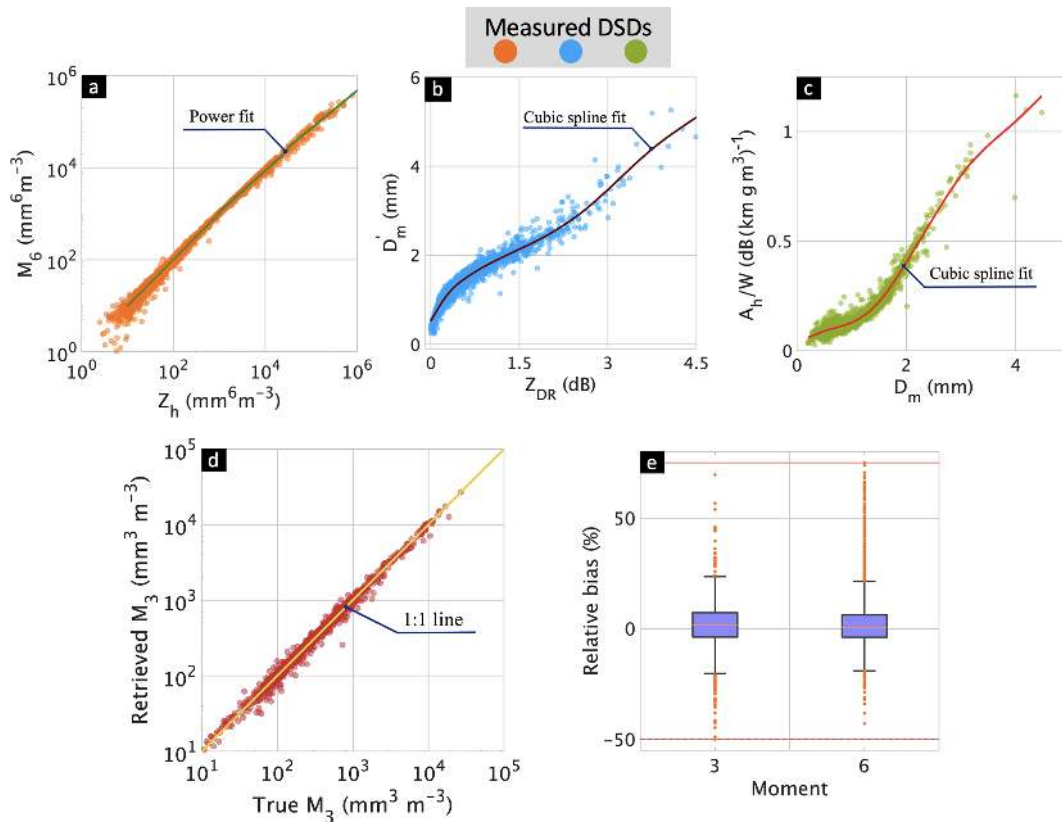 Measured DSDs
a
10^6
10^4
10^2
10^0
10^0
10^2
10^4
10^6
M_6 (mm^6m^−3)
Z_h (mm^6m^−3)
Power fit
b
6
4
2
0
0
1.5
3
4.5
D_m' (mm)
Z_DR (dB)
Cubic spline fit
c
1
0.5
0
0
2
4
A_h/W (dB(km g m^3)^-1)
D_m (mm)
Cubic spline fit
d
10^5
10^4
10^3
10^2
10^1
10^1
10^2
10^3
10^4
10^5
Retrieved M_3 (mm^3 m^−3)
True M_3 (mm^3 m^−3)
1:1 line
e
50
0
−50
3
6
Relative bias (%)
Moment